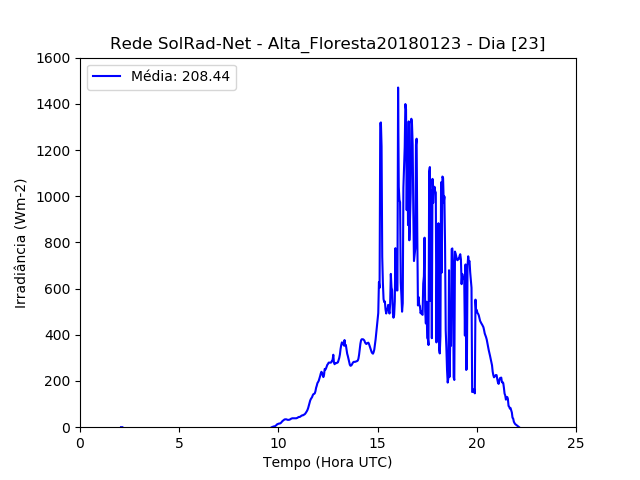 Rede SolRad-Net - Alta_Floresta20180123 - Dia [23]
Média: 208.44
Irradiância (Wm-2)
1600
1400
1200
1000
800
600
400
200
0
0 5 10 15 20 25
Tempo (Hora UTC)